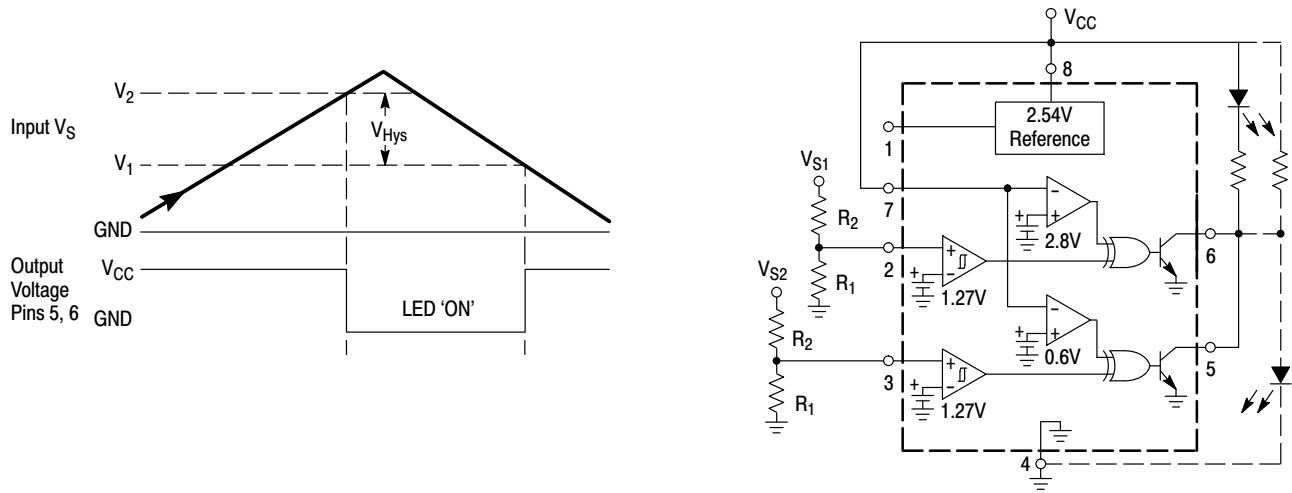 V2
Input VS
VHys
V1
GND
Output
Voltage
Pins 5, 6
VCC
GND
LED 'ON'
VCC
8
2.54V
Reference
1
VS1
7
R2
2.8V
6
2
R1
1.27V
VS2
R2
0.6V
5
3
R1
1.27V
4